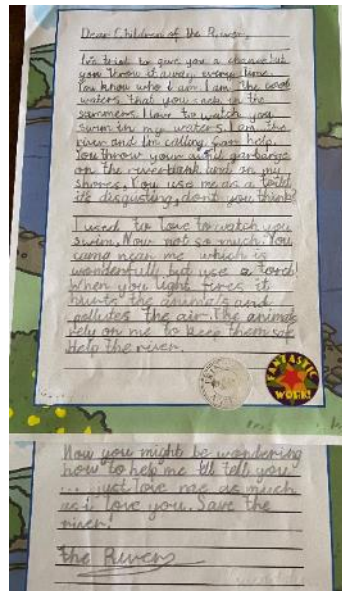 Dear Children of the River,
I've tried to give you a chance but
you throw it away every time.
You know who I am. I am the cool
waters that you in the
summers. I love to watch you
swim in my waters. I am the
river and I'm calling for help.
You throw your garbage
on the riverbank and in my
shores. You use me as a toilet
it's disgusting, don't you think?
I used to love to watch you
swim. Now not so much. You
camp near me which is
wonderfull, but use a torch!
When you light fires it
hurts the animals and
pollutes the air. The animals
rely on me to keep them safe
Help the river.
FANTASTIC
WORK!
Now you might be wondering
how to help me I'll tell you
... just love me as much
as i love you. Save the
river!
The River